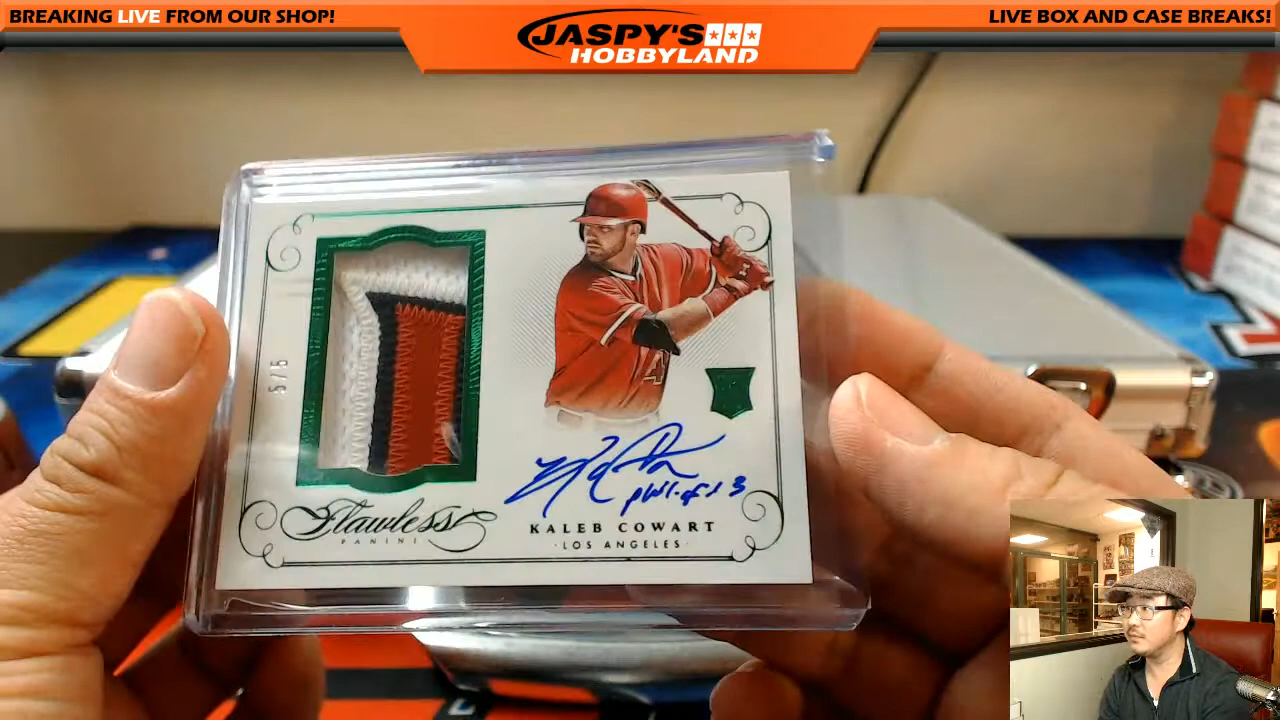 BREAKING LIVE FROM OUR SHOP!
JASPY'S
HOBBYLAND
LIVE BOX AND CASE BREAKS!
5/5
4
Flawless
PANINI
KALEB COWART
·LOS ANGELES·